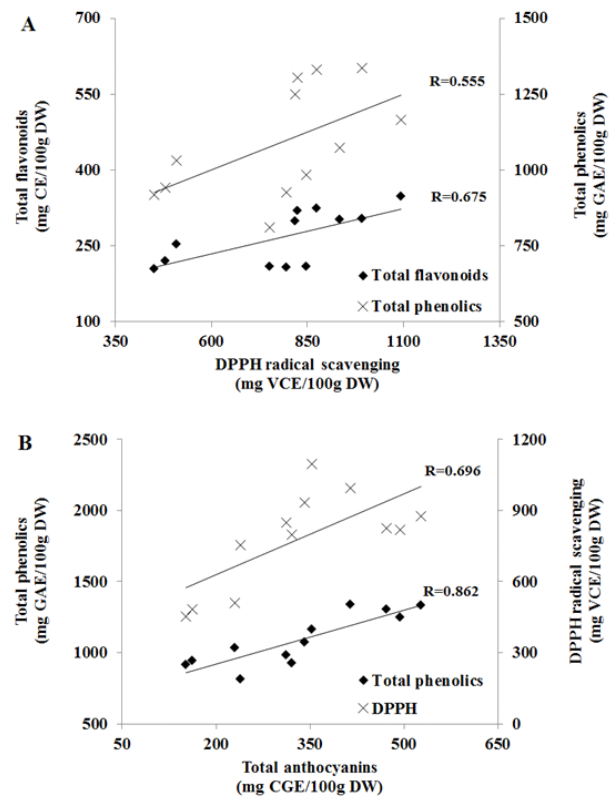 A
700
550
400
250
100
Total flavonoids
(mg CE/100g DW)
1500
1250
1000
750
500
Total phenolics
(mg GAE/100g DW)
R=0.555
R=0.675
Total flavonoids
Total phenolics
350 600 850 1100 1350
DPPH radical scavenging
(mg VCE/100g DW)
B
2500
2000
1500
1000
500
Total phenolics
(mg GAE/100g DW)
1200
900
600
300
0
DPPH radical scavenging
(mg VCE/100g DW)
R=0.696
R=0.862
Total phenolics
DPPH
50 200 350 500 650
Total anthocyanins
(mg CGE/100g DW)